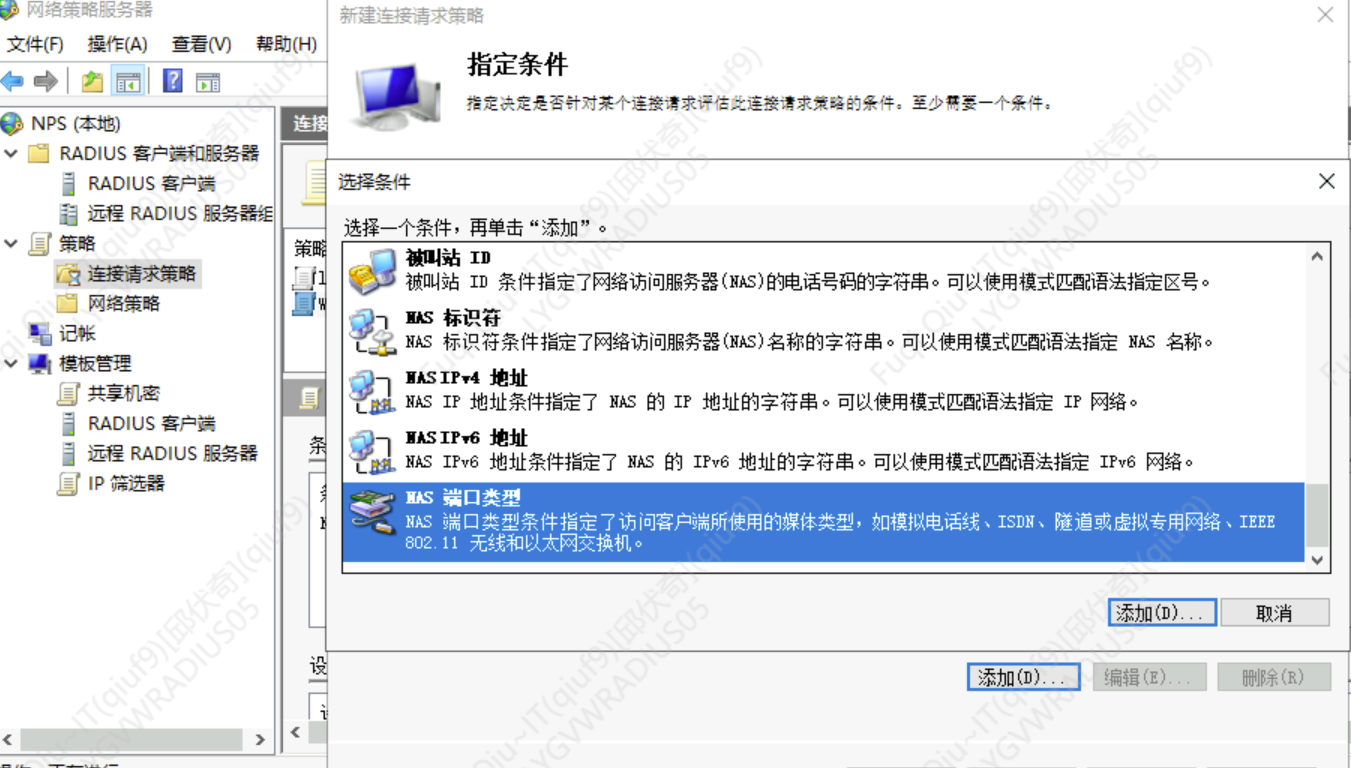 网络策略服务器
文件(F) 操作(A) 查看(V) 帮助(H)
NPS (本地)
RADIUS 客户端和服务器
RADIUS 客户端
远程 RADIUS 服务器组
策略
连接请求策略
网络策略
记帐
模板管理
共享机密
RADIUS 客户端
远程 RADIUS 服务器
IP 筛选器
连接
策略
条
设
新建连接请求策略
指定条件
指定决定是否针对某个连接请求评估此连接请求策略的条件。至少需要一个条件。
选择条件
选择一个条件，再单击“添加”。
被叫站 ID
被叫站 ID 条件指定了网络访问服务器(NAS)的电话号码的字符串。可以使用模式匹配语法指定区号。
NAS 标识符
NAS 标识符条件指定了网络访问服务器(NAS)名称的字符串。可以使用模式匹配语法指定 NAS 名称。
NAS IPv4 地址
NAS IP 地址条件指定了 NAS 的 IP 地址的字符串。可以使用模式匹配语法指定 IP 网络。
NAS IPv6 地址
NAS IPv6 地址条件指定了 NAS 的 IPv6 地址的字符串。可以使用模式匹配语法指定 IPv6 网络。
NAS 端口类型
NAS 端口类型条件指定了访问客户端所使用的媒体类型，如模拟电话线、ISDN、隧道或虚拟专用网络、IEEE
802.11 无线和以太网交换机。
添加(D)... 取消
添加(D)... 编辑(E)... 删除(R)
(qiuf9)[邱伏奇](qiuf9)
LYGVWRADIUS05